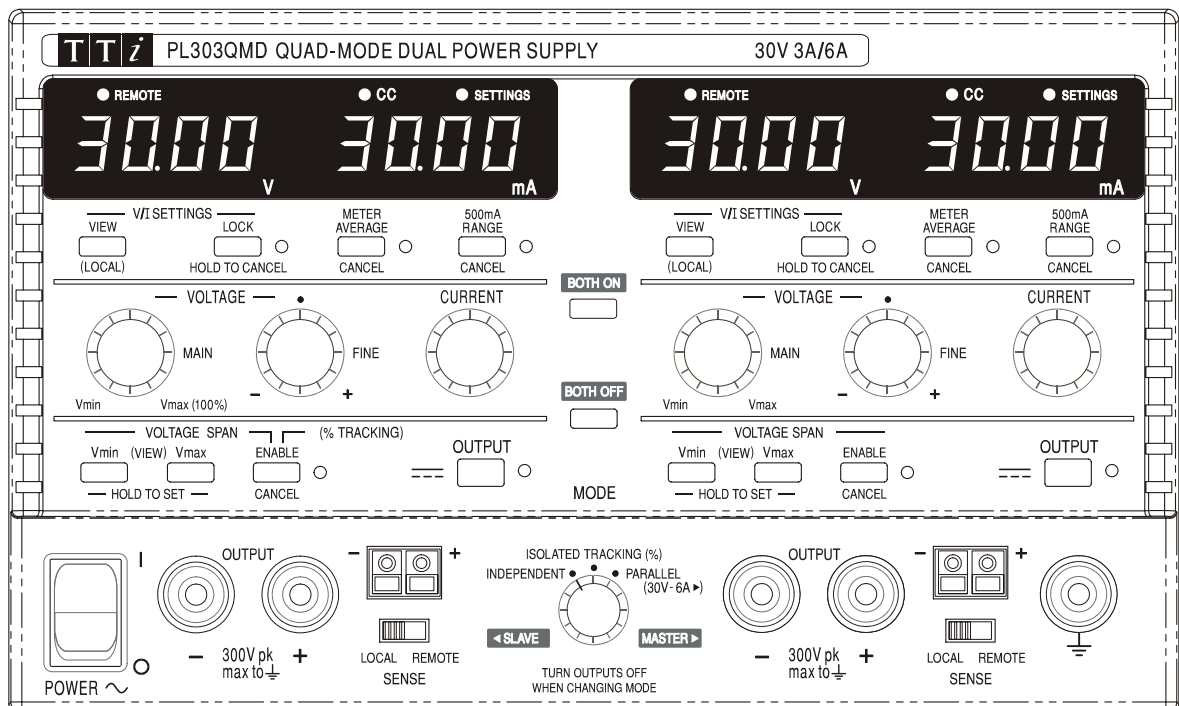 TTi PL303QMD QUAD-MODE DUAL POWER SUPPLY 30V 3A/6A
REMOTE CC SETTINGS
30.00 V 30.00 mA
REMOTE CC SETTINGS
30.00 V 30.00 mA
V/I SETTINGS
VIEW LOCK METER AVERAGE 500mA RANGE
(LOCAL) HOLD TO CANCEL CANCEL CANCEL
V/I SETTINGS
VIEW LOCK METER AVERAGE 500mA RANGE
(LOCAL) HOLD TO CANCEL CANCEL CANCEL
BOTH ON
VOLTAGE CURRENT
MAIN FINE
Vmin Vmax (100%) - +
BOTH OFF
VOLTAGE CURRENT
MAIN FINE
Vmin Vmax - +
VOLTAGE SPAN (% TRACKING)
Vmin (VIEW) Vmax ENABLE OUTPUT
HOLD TO SET CANCEL
MODE
VOLTAGE SPAN
Vmin (VIEW) Vmax ENABLE OUTPUT
HOLD TO SET CANCEL
I
O
POWER
OUTPUT
- 300V pk +
max to
- +
LOCAL REMOTE
SENSE
ISOLATED TRACKING (%)
INDEPENDENT PARALLEL
(30V-6A►)
◄SLAVE MASTER►
TURN OUTPUTS OFF
WHEN CHANGING MODE
OUTPUT
- 300V pk +
max to
- +
LOCAL REMOTE
SENSE